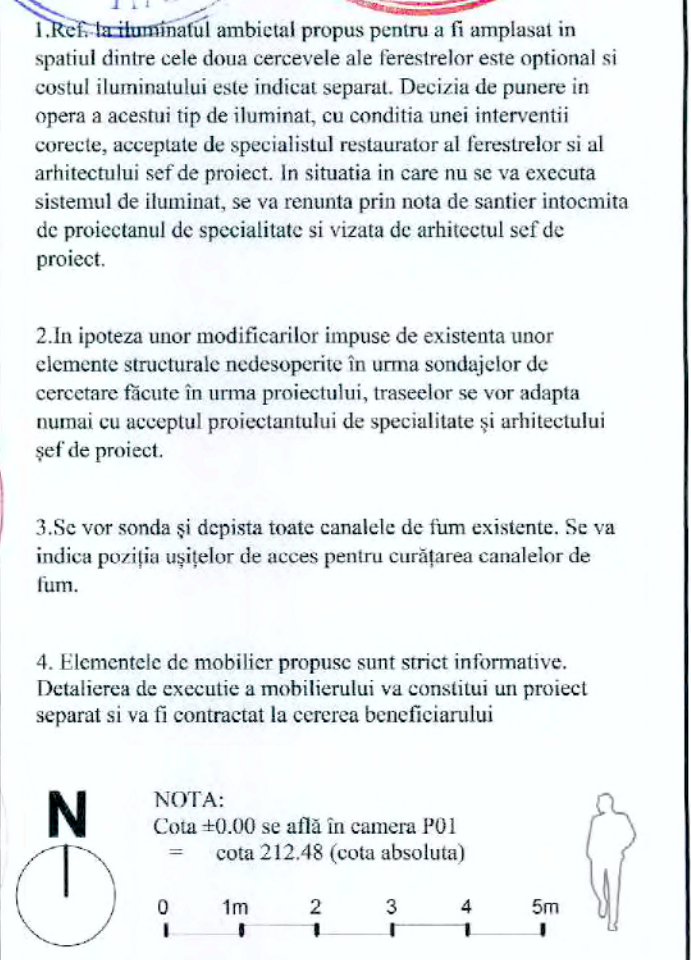 1.Ref. la iluminatul ambietal propus pentru a fi amplasat in
spatiul dintre cele doua cercevele ale ferestrelor este optional si
costul iluminatului este indicat separat. Decizia de punere in
opera a acestui tip de iluminat, cu conditia unei interventii
corecte, acceptate de specialistul restaurator al ferestrelor si al
arhitectului sef de proiect. In situatia in care nu se va executa
sistemul de iluminat, se va renunta prin nota de santier intocmita
de proiectanul de specialitate si vizata de arhitectul sef de
proiect.
2.In ipoteza unor modificarilor impuse de existenta unor
elemente structurale nedesoperite în urma sondajelor de
cercetare făcute în urma proiectului, traseelor se vor adapta
numai cu acceptul proiectantului de specialitate şi arhitectului
şef de proiect.
3.Se vor sonda şi depista toate canalele de fum existente. Se va
indica poziţia uşiţelor de acces pentru curăţarea canalelor de
fum.
4. Elementele de mobilier propuse sunt strict informative.
Detalierea de executie a mobilierului va constitui un proiect
separat si va fi contractat la cererea beneficiarului
N
NOTA:
Cota ±0.00 se află în camera P01
= cota 212.48 (cota absoluta)
0 1m 2 3 4 5m